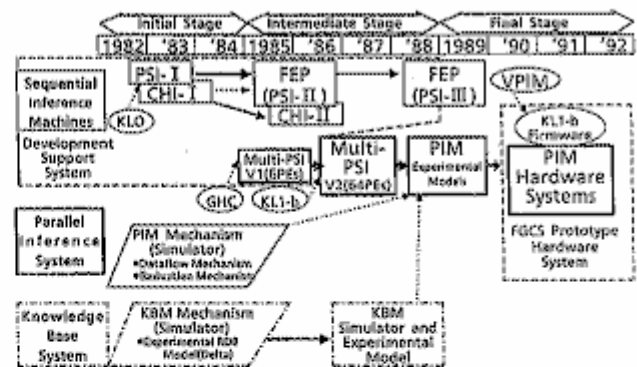 Initial Stage
Intermediate Stage
Final Stage
1982 '83 '84 1985 '86 '87 '88 1989 '90 '91 '92
Sequential
Inference
Machines
Development
Support
System
PSI-I
CHI-I
KL0
FEP
(PSI-II)
CHI-II
FEP
(PSI-III)
VPIM
KL1-b
Firmware
PIM
Hardware
Systems
FGCS Prototype
Hardware
System
Multi-PSI
V1(6PEs)
GHC
KL1-b
Multi-
PSI
V2(64PEs)
PIM
Experimental
Models
Parallel
Inference
System
PIM Mechanism
(Simulator)
•Dataflow Mechanism
•Reduction Mechanism
Knowledge
Base
System
KBM Mechanism
(Simulator)
•Experimental RDB
Model(Delta)
KBM
Simulator and
Experimental
Model